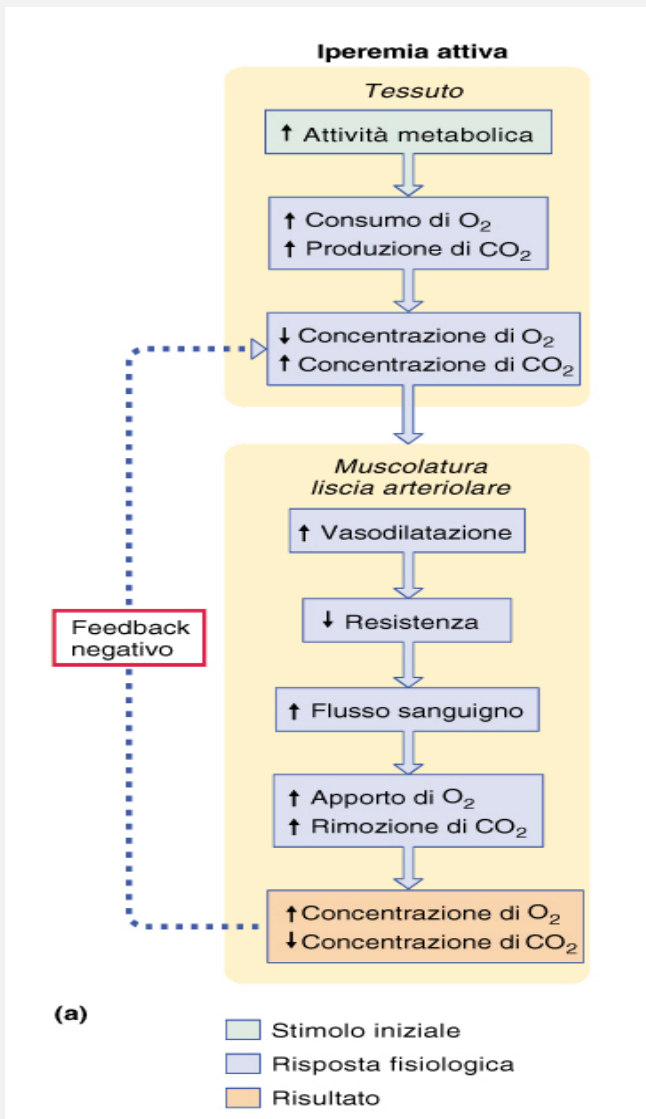 Iperemia attiva
Tessuto
↑ Attività metabolica
↑ Consumo di O₂
↑ Produzione di CO₂
↓ Concentrazione di O₂
↑ Concentrazione di CO₂
Muscolatura
liscia arteriolare
↑ Vasodilatazione
↓ Resistenza
Feedback
negativo
↑ Flusso sanguigno
↑ Apporto di O₂
↑ Rimozione di CO₂
↑ Concentrazione di O₂
↓ Concentrazione di CO₂
(a)
Stimolo iniziale
Risposta fisiologica
Risultato